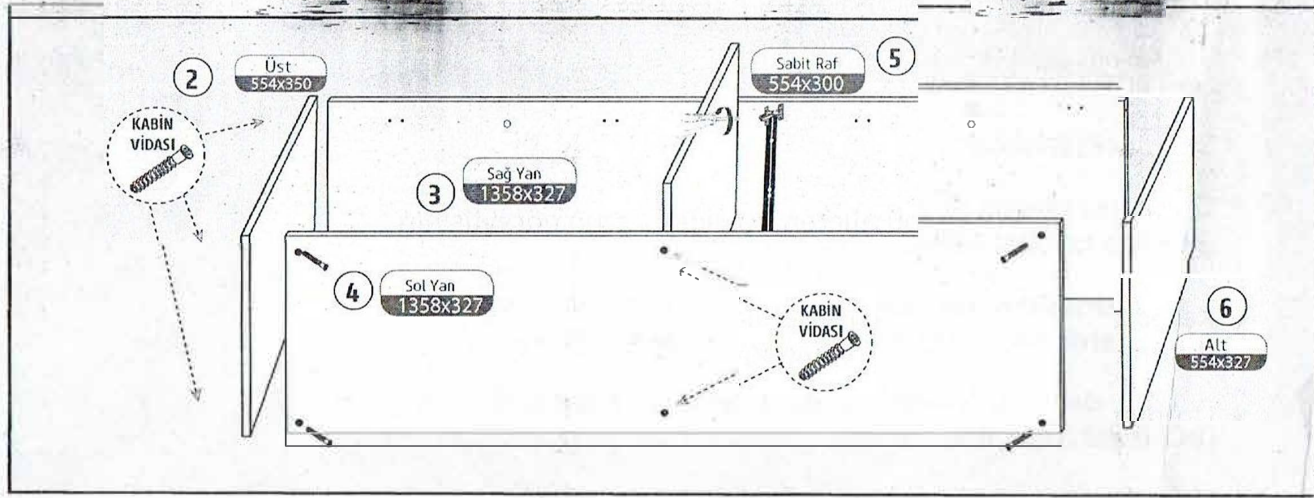 2
Üst
554x350
KABİN
VİDASI
3
Sağ Yan
1358x327
Sabit Raf
554x300
5
4
Sol Yan
1358x327
KABİN
VİDASI
6
Alt
554x327